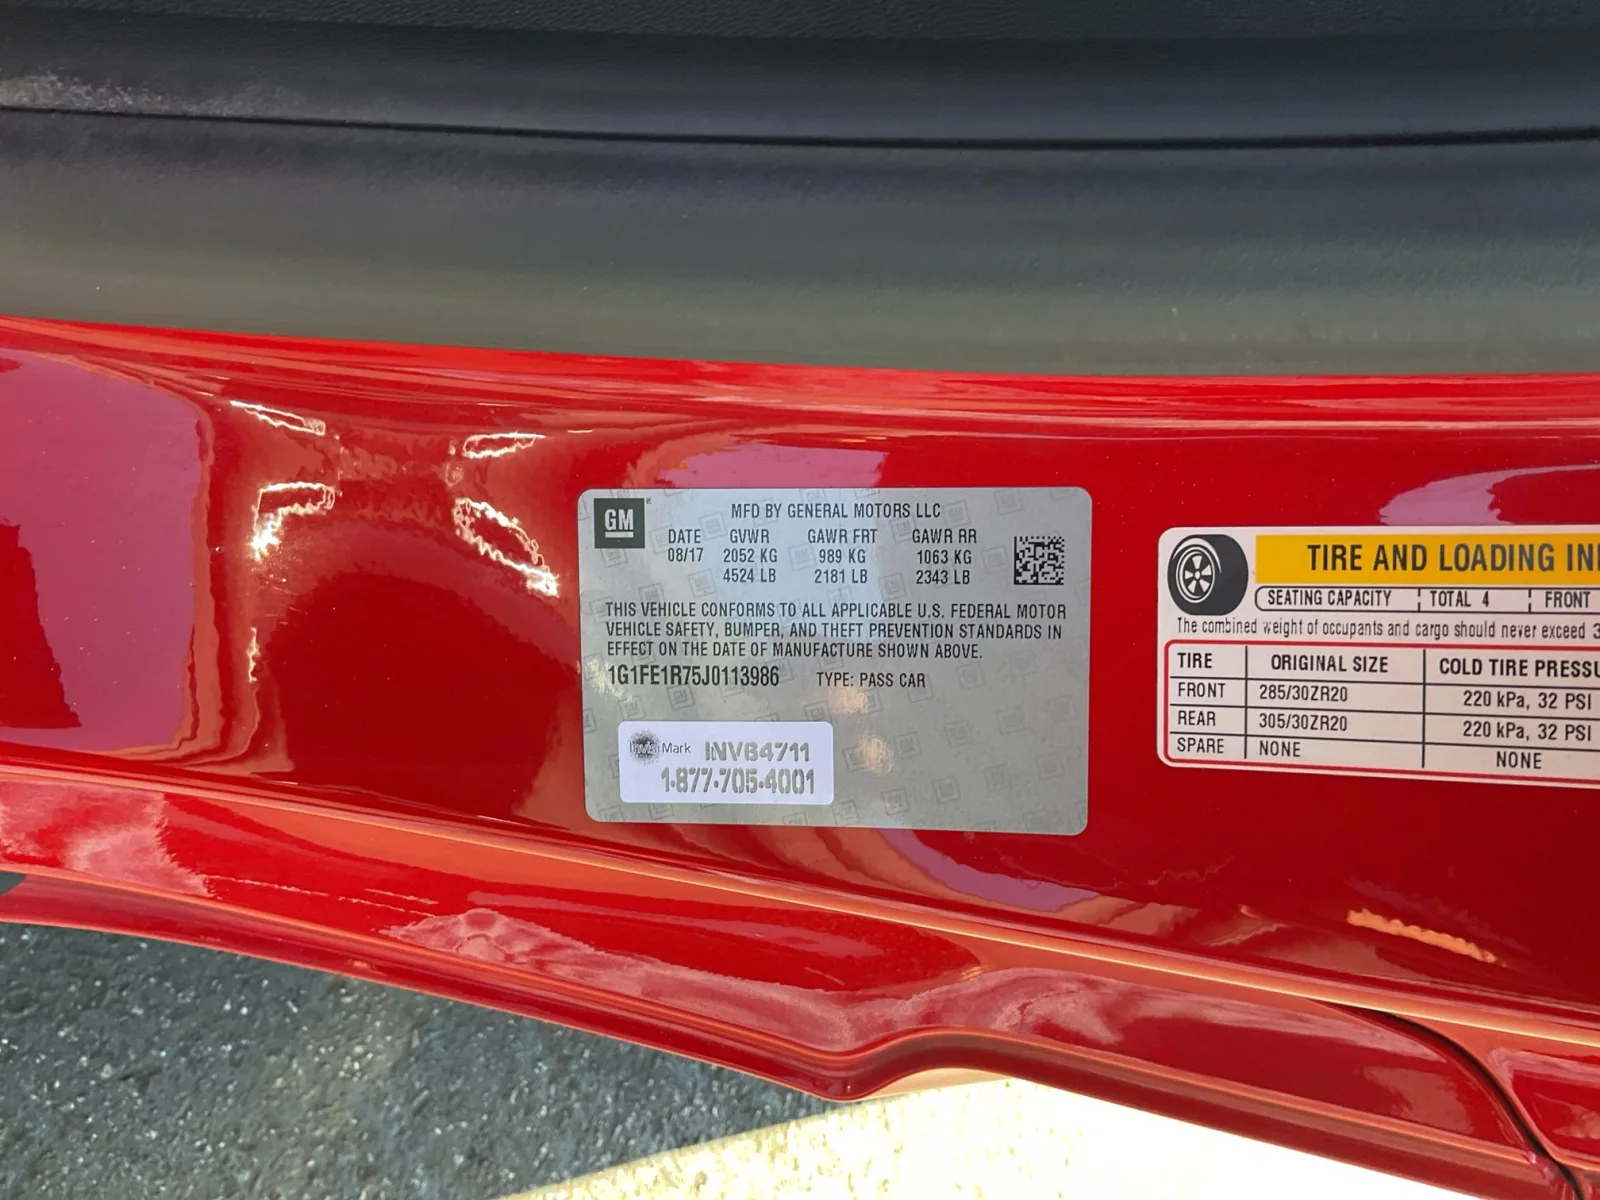 GM
MFD BY GENERAL MOTORS LLC
DATE GVWR GAWR FRT GAWR RR
08/17 2052 KG 989 KG 1063 KG
4524 LB 2181 LB 2343 LB
THIS VEHICLE CONFORMS TO ALL APPLICABLE U.S. FEDERAL MOTOR
VEHICLE SAFETY, BUMPER, AND THEFT PREVENTION STANDARDS IN
EFFECT ON THE DATE OF MANUFACTURE SHOWN ABOVE.
1G1FE1R75J0113986 TYPE: PASS CAR
InvisiMark INV64711
1-877-705-4001
TIRE AND LOADING
SEATING CAPACITY TOTAL 4 FRONT
The combined weight of occupants and cargo should never exceed
TIRE ORIGINAL SIZE COLD TIRE
FRONT 285/30ZR20 220 kPa, 32 PSI
REAR 305/30ZR20 220 kPa, 32 PSI
SPARE NONE NONE